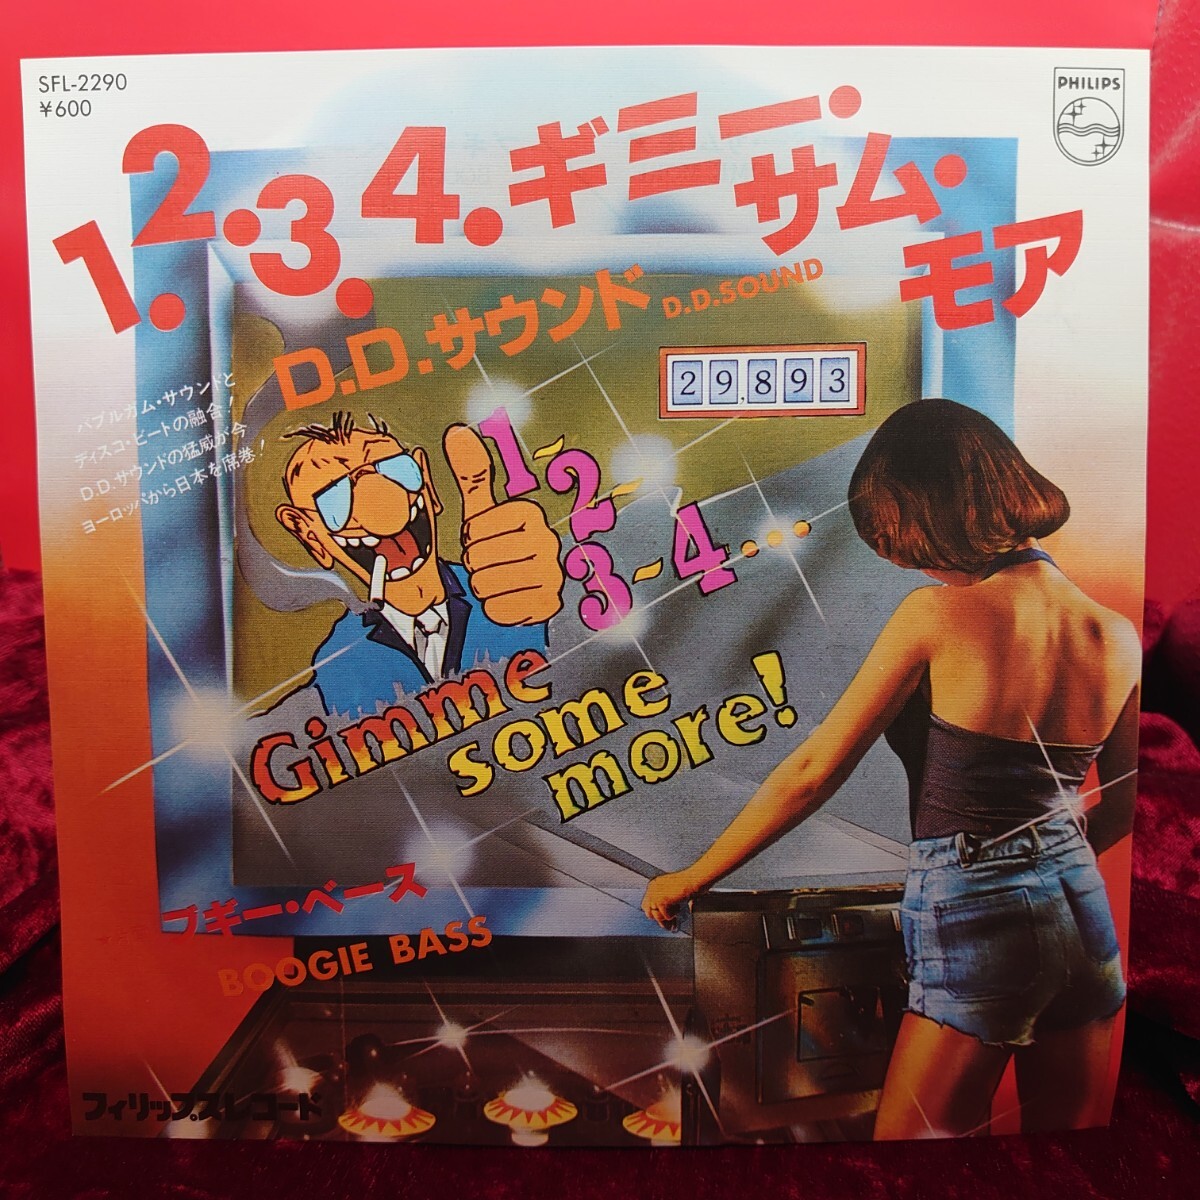 SFL-2290
¥600
PHILIPS
1.2.3.4.ギミー・
サム・
モア
D.D.サウンド D.D.SOUND
バブルガム・サウンドと
ディスコ・ビートの融合！
D.D.サウンドの猛威が今
ヨーロッパから日本を席巻！
29,893
1~2~
3~4...
Gimme
some
more!
ブギー・ベース
BOOGIE BASS
フィリップスレコード